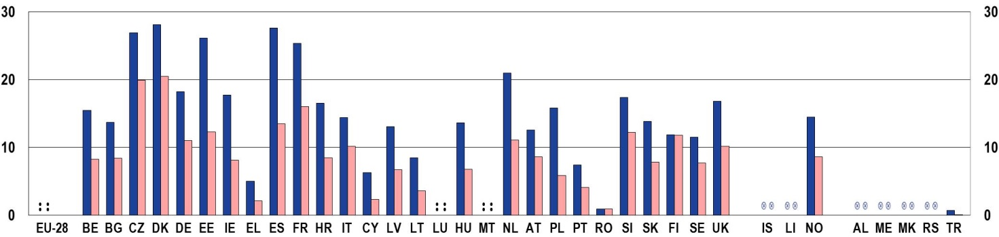 30 30
20 20
10 10
: : : : : : ⊗ ⊗ ⊗ ⊗ ⊗ ⊗ ⊗ ⊗ ⊗ ⊗ ⊗ ⊗
0 0
EU-28 BE BG CZ DK DE EE IE EL ES FR HR IT CY LV LT LU HU MT NL AT PL PT RO SI SK FI SE UK IS LI NO AL ME MK RS TR